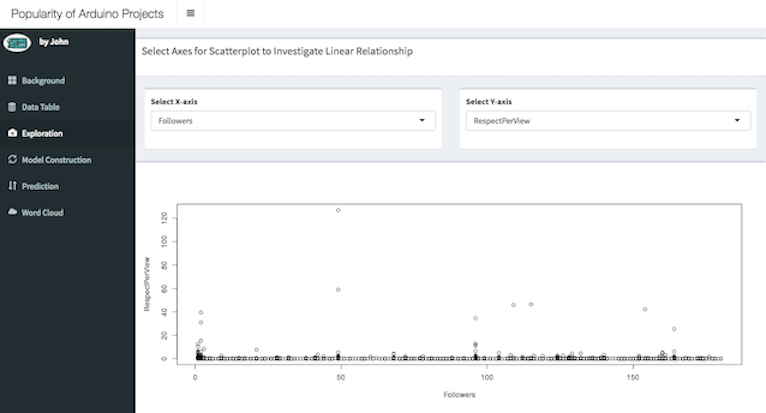 Popularity of Arduino Projects
by John
Background
Data Table
Exploration
Model Construction
Prediction
Word Cloud
Select Axes for Scatterplot to Investigate Linear Relationship
Select X-axis
Followers
Select Y-axis
RespectPerView
RespectPerView
120
100
80
60
40
20
0
0
50
100
150
Followers